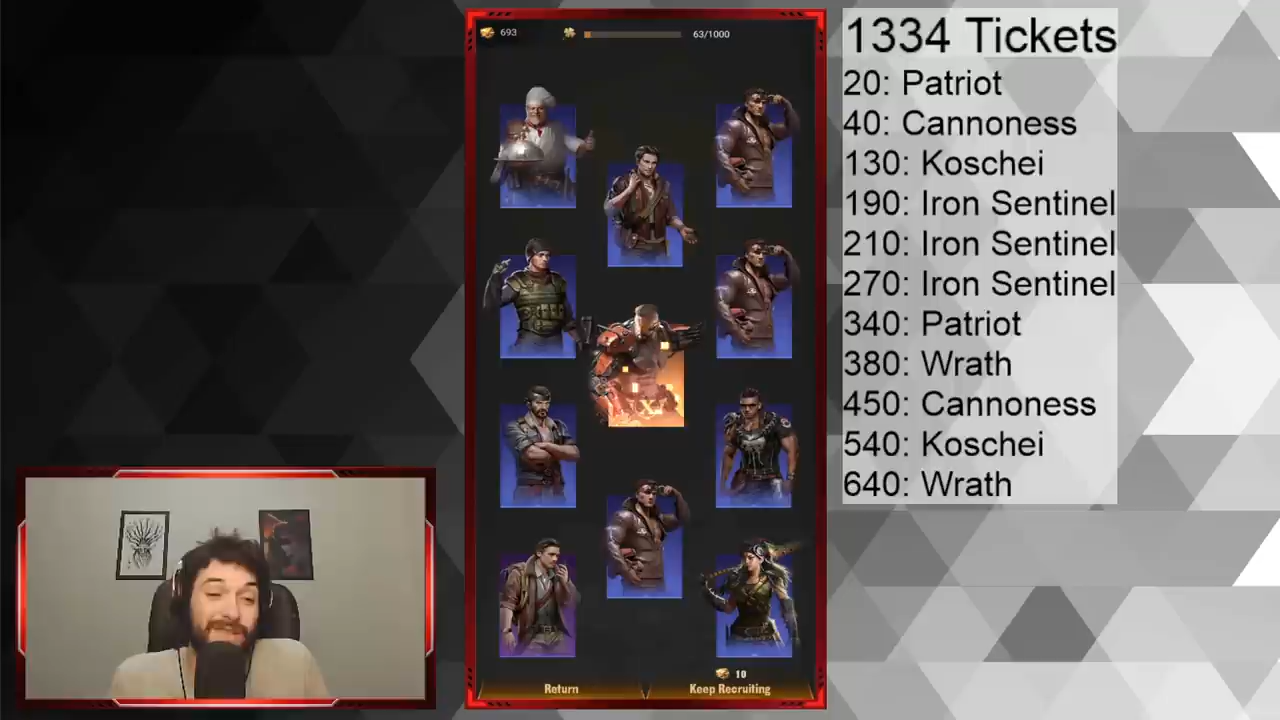 693
63/1000
1334 Tickets
20: Patriot
40: Cannoness
130: Koschei
190: Iron Sentinel
210: Iron Sentinel
270: Iron Sentinel
340: Patriot
380: Wrath
450: Cannoness
540: Koschei
640: Wrath
10
Return
Keep Recruiting